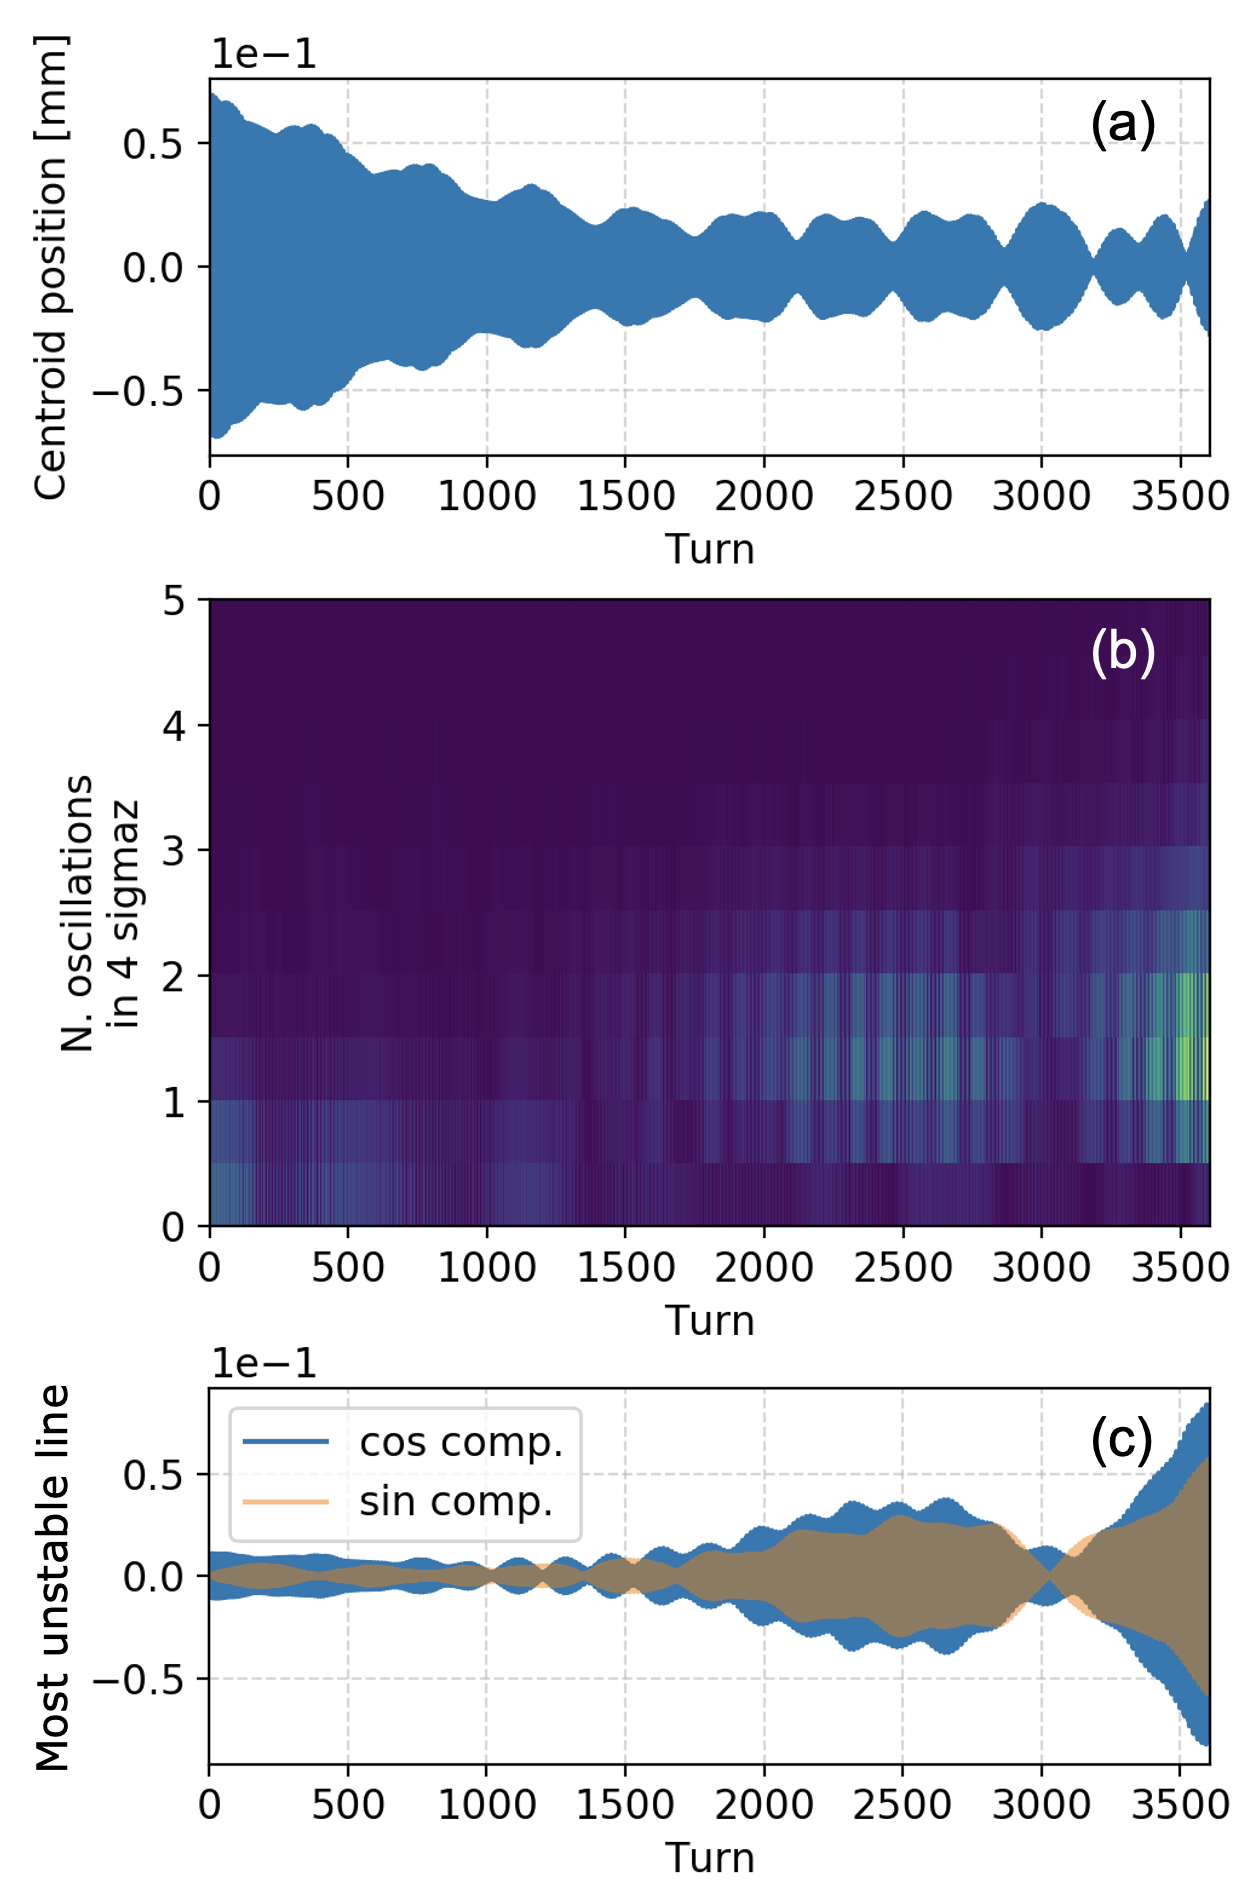 1e−1
(a)
Centroid position [mm]
0.5
0.0
−0.5
0 500 1000 1500 2000 2500 3000 3500
Turn
(b)
N. oscillations
in 4 sigmaz
5
4
3
2
1
0
0 500 1000 1500 2000 2500 3000 3500
Turn
1e−1
(c)
Most unstable line
cos comp.
sin comp.
0.5
0.0
−0.5
0 500 1000 1500 2000 2500 3000 3500
Turn